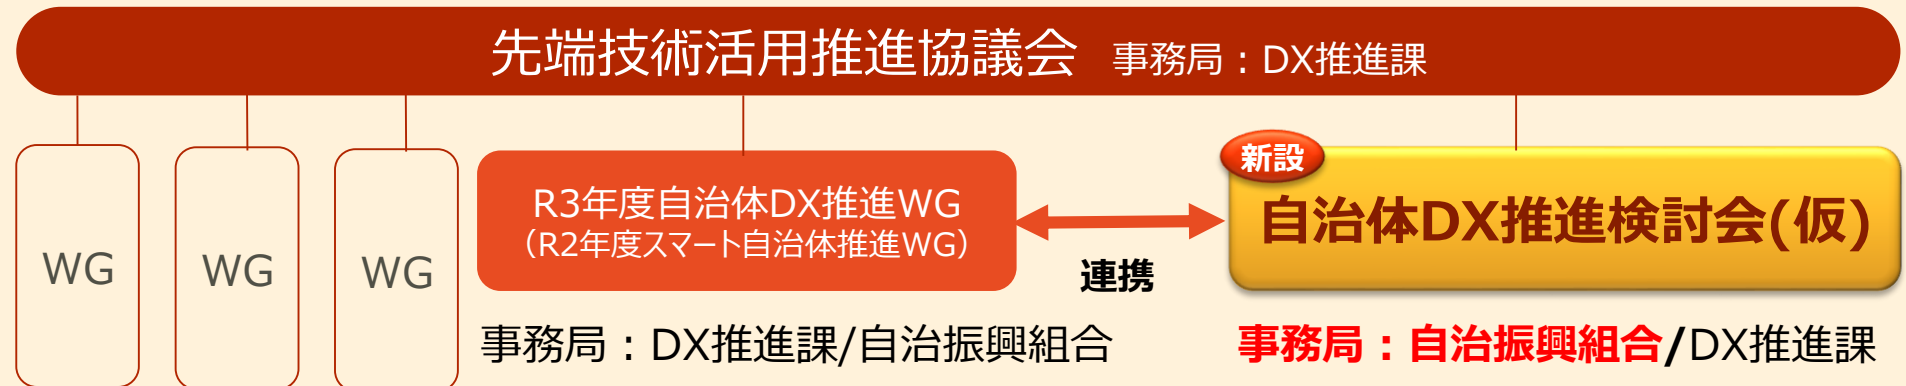 先端技術活用推進協議会 事務局：DX推進課
WG
WG
WG
R3年度自治体DX推進WG
（R2年度スマート自治体推進WG）
連携
新設
自治体DX推進検討会(仮)
事務局：DX推進課/自治振興組合
事務局：自治振興組合/DX推進課